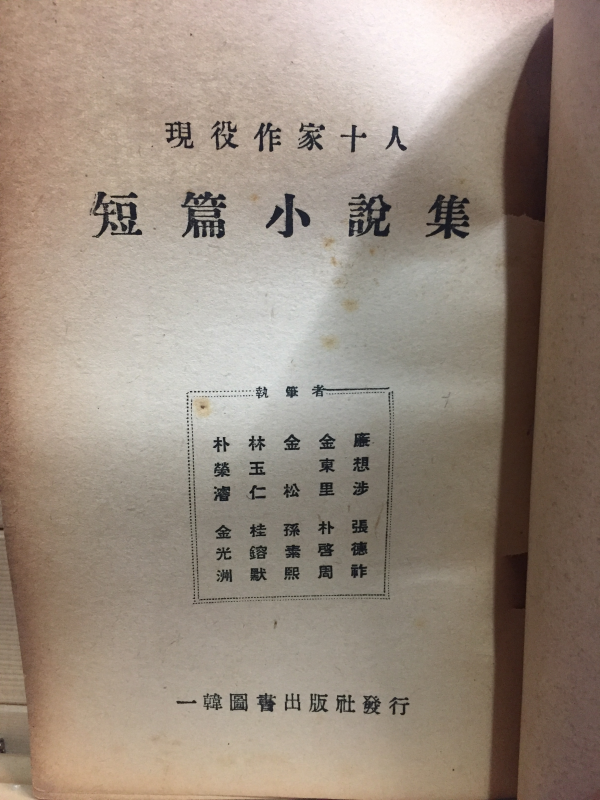 現役作家十人
短篇小說集
執筆者
廉想涉
金東里
金松
林玉仁
朴榮濬
張德祚
朴啓周
孫素熙
桂鎔默
金光洲
一韓圖書出版社發行